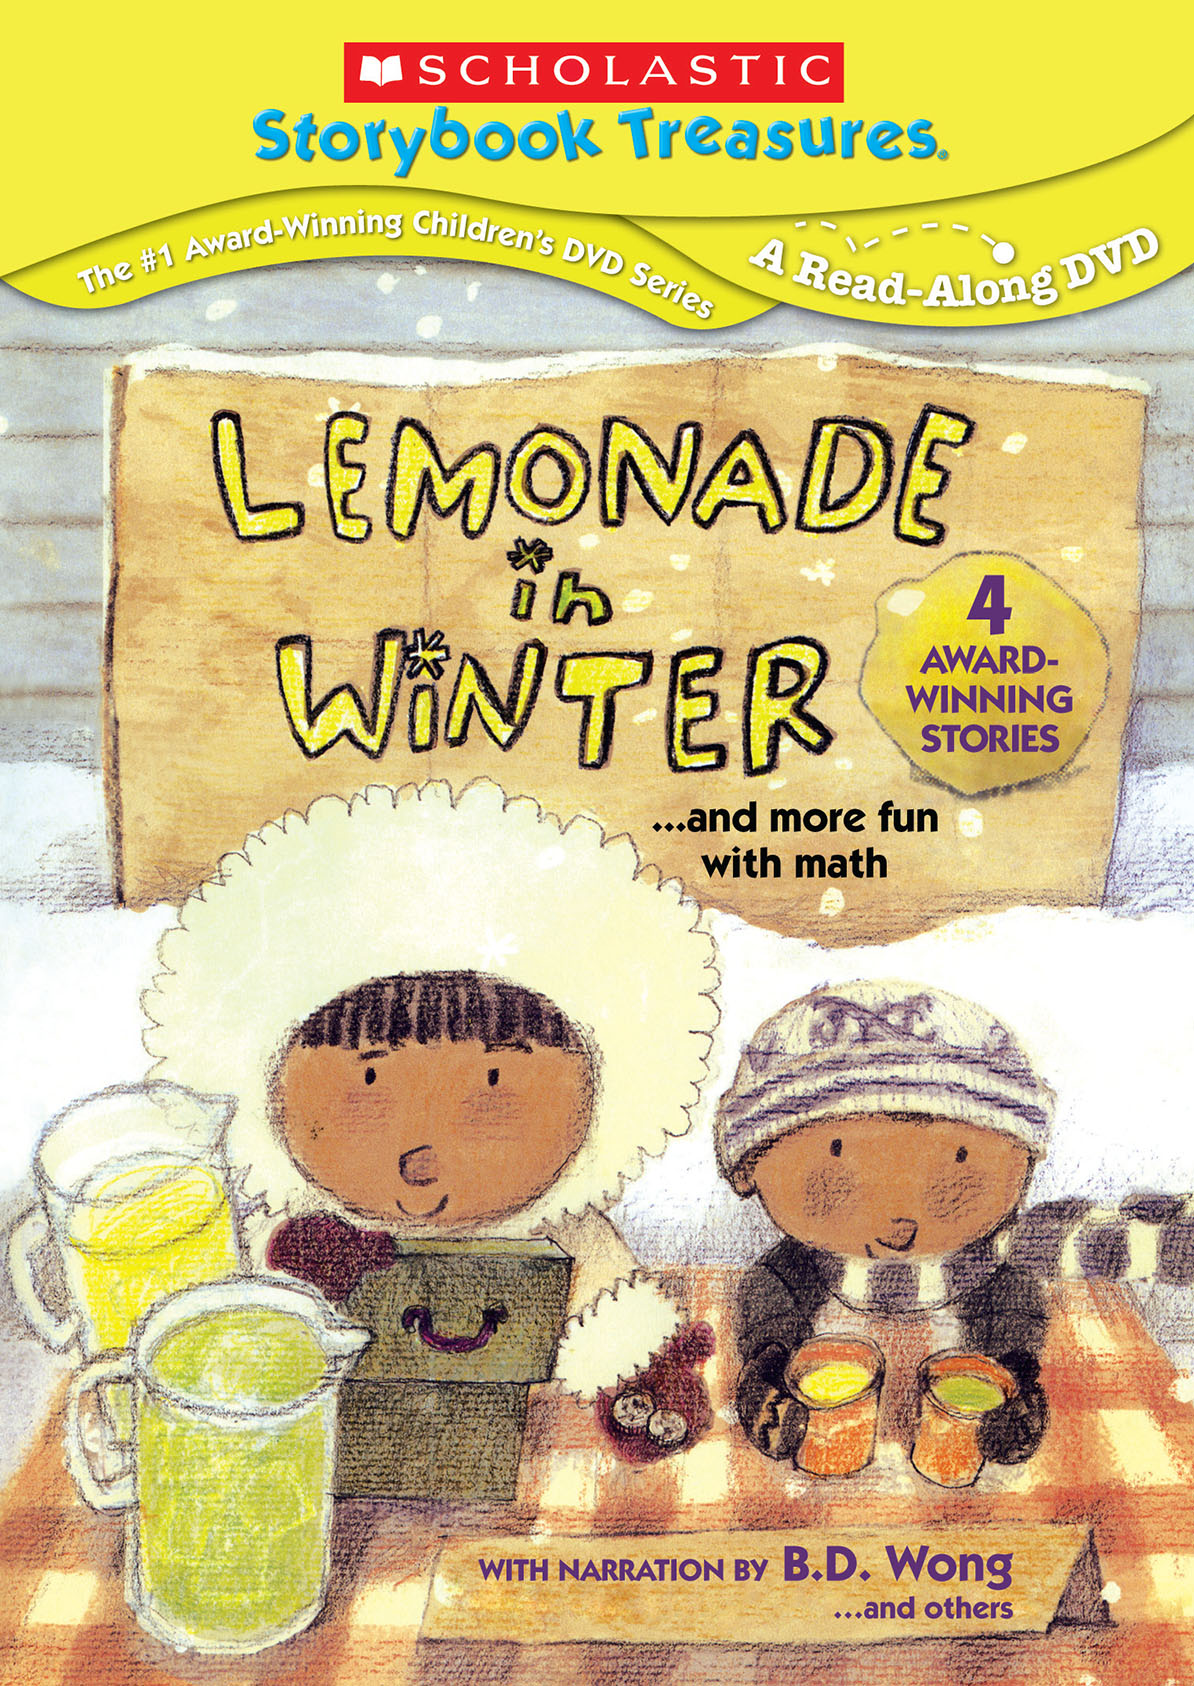 SCHOLASTIC
Storybook Treasures®
The #1 Award-Winning Children's DVD Series
A Read-Along DVD
LEMONADE
in
WINTER
4
AWARD-
WINNING
STORIES
...and more fun
with math
WITH NARRATION BY B.D. Wong
...and others